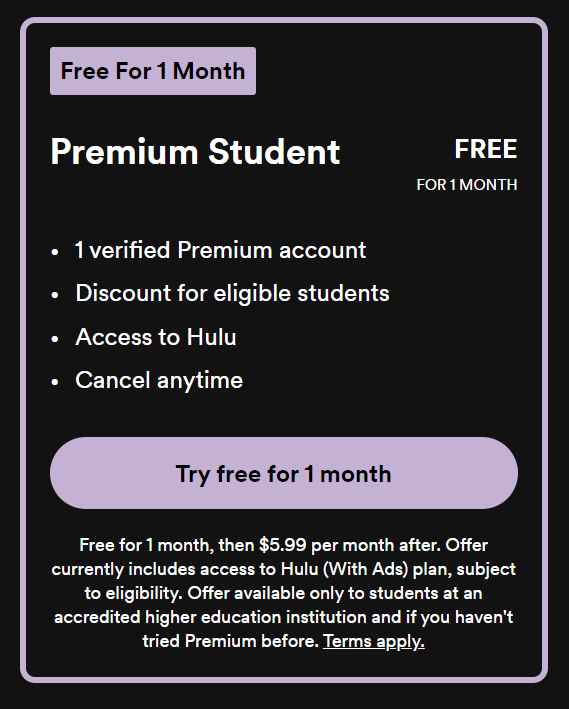 Free For 1 Month
Premium Student
FREE
FOR 1 MONTH
• 1 verified Premium account
• Discount for eligible students
• Access to Hulu
• Cancel anytime
Try free for 1 month
Free for 1 month, then $5.99 per month after. Offer
currently includes access to Hulu (With Ads) plan, subject
to eligibility. Offer available only to students at an
accredited higher education institution and if you haven't
tried Premium before. Terms apply.